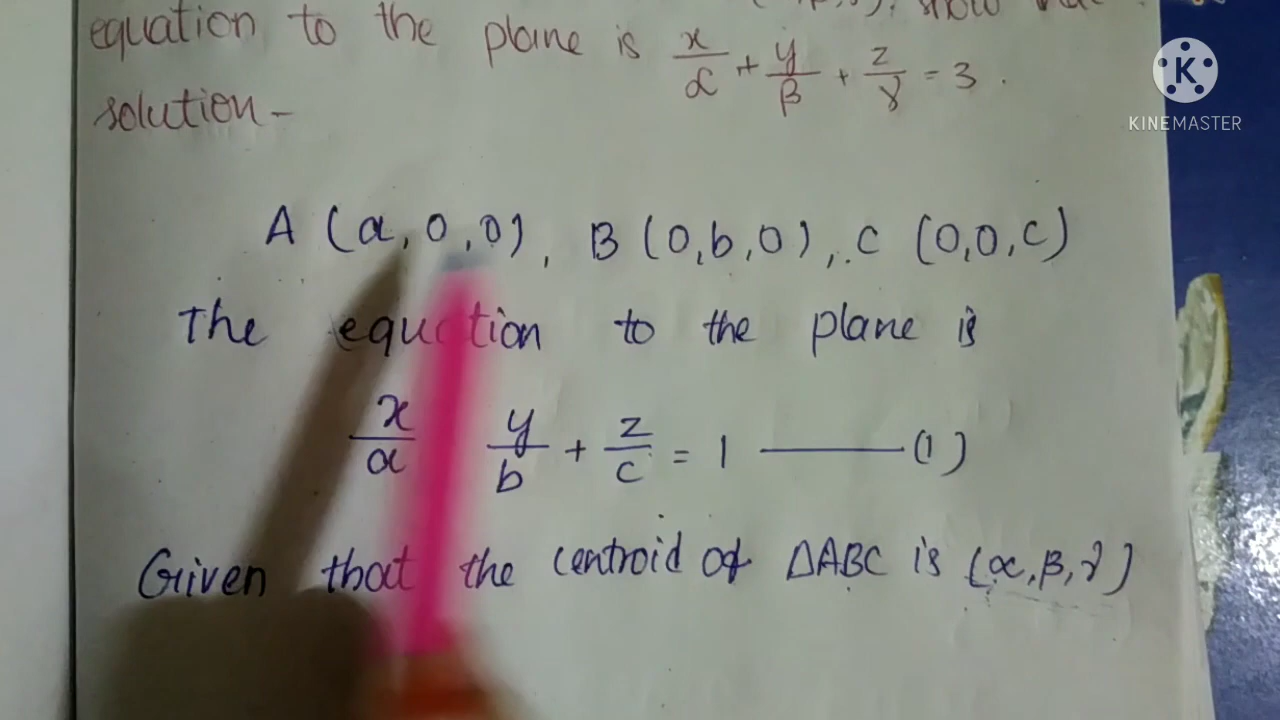 equation to the plane is x/α + y/β + z/γ = 3 .
solution -
A (a, 0, 0), B (0, b, 0), C (0, 0, c)
The equation to the plane is
x/a y/b + z/c = 1 ——— (1)
Given that the centroid of ΔABC is (α, β, γ)
K
KINEMASTER